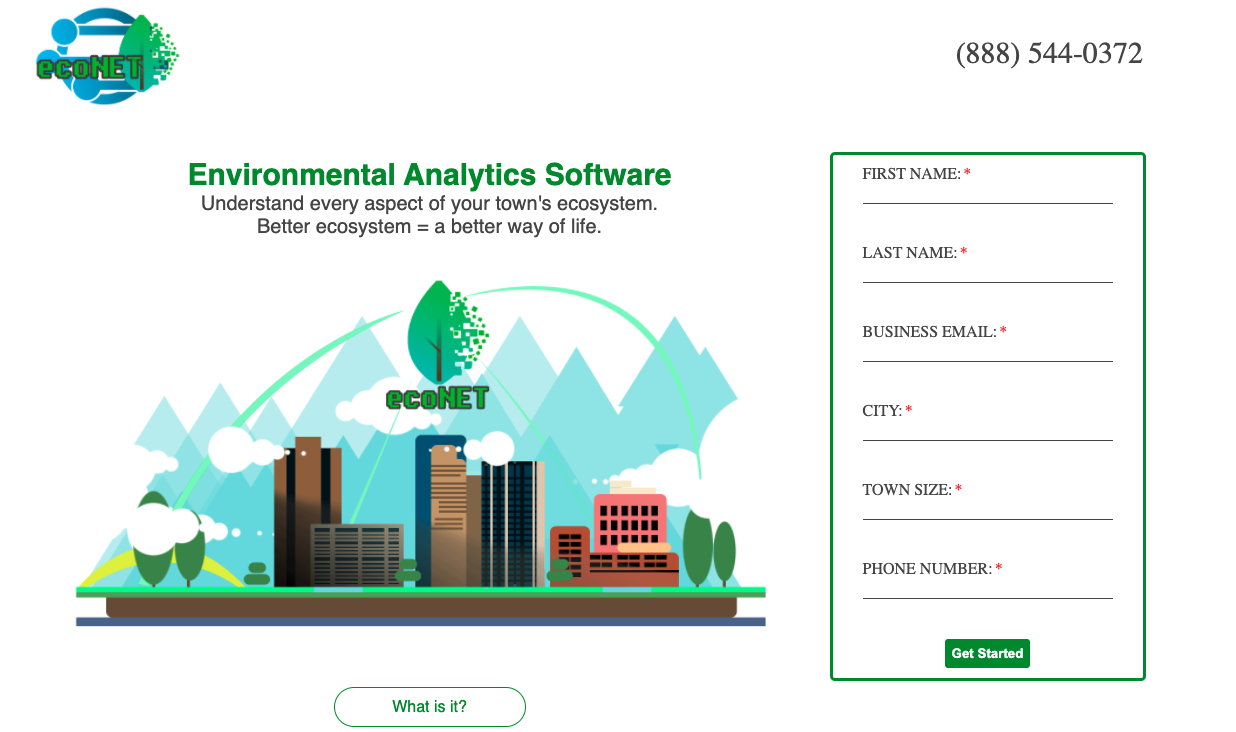 ecoNET
(888) 544-0372
Environmental Analytics Software
Understand every aspect of your town's ecosystem.
Better ecosystem = a better way of life.
ecoNET
What is it?
FIRST NAME: *
LAST NAME: *
BUSINESS EMAIL: *
CITY: *
TOWN SIZE: *
PHONE NUMBER: *
Get Started